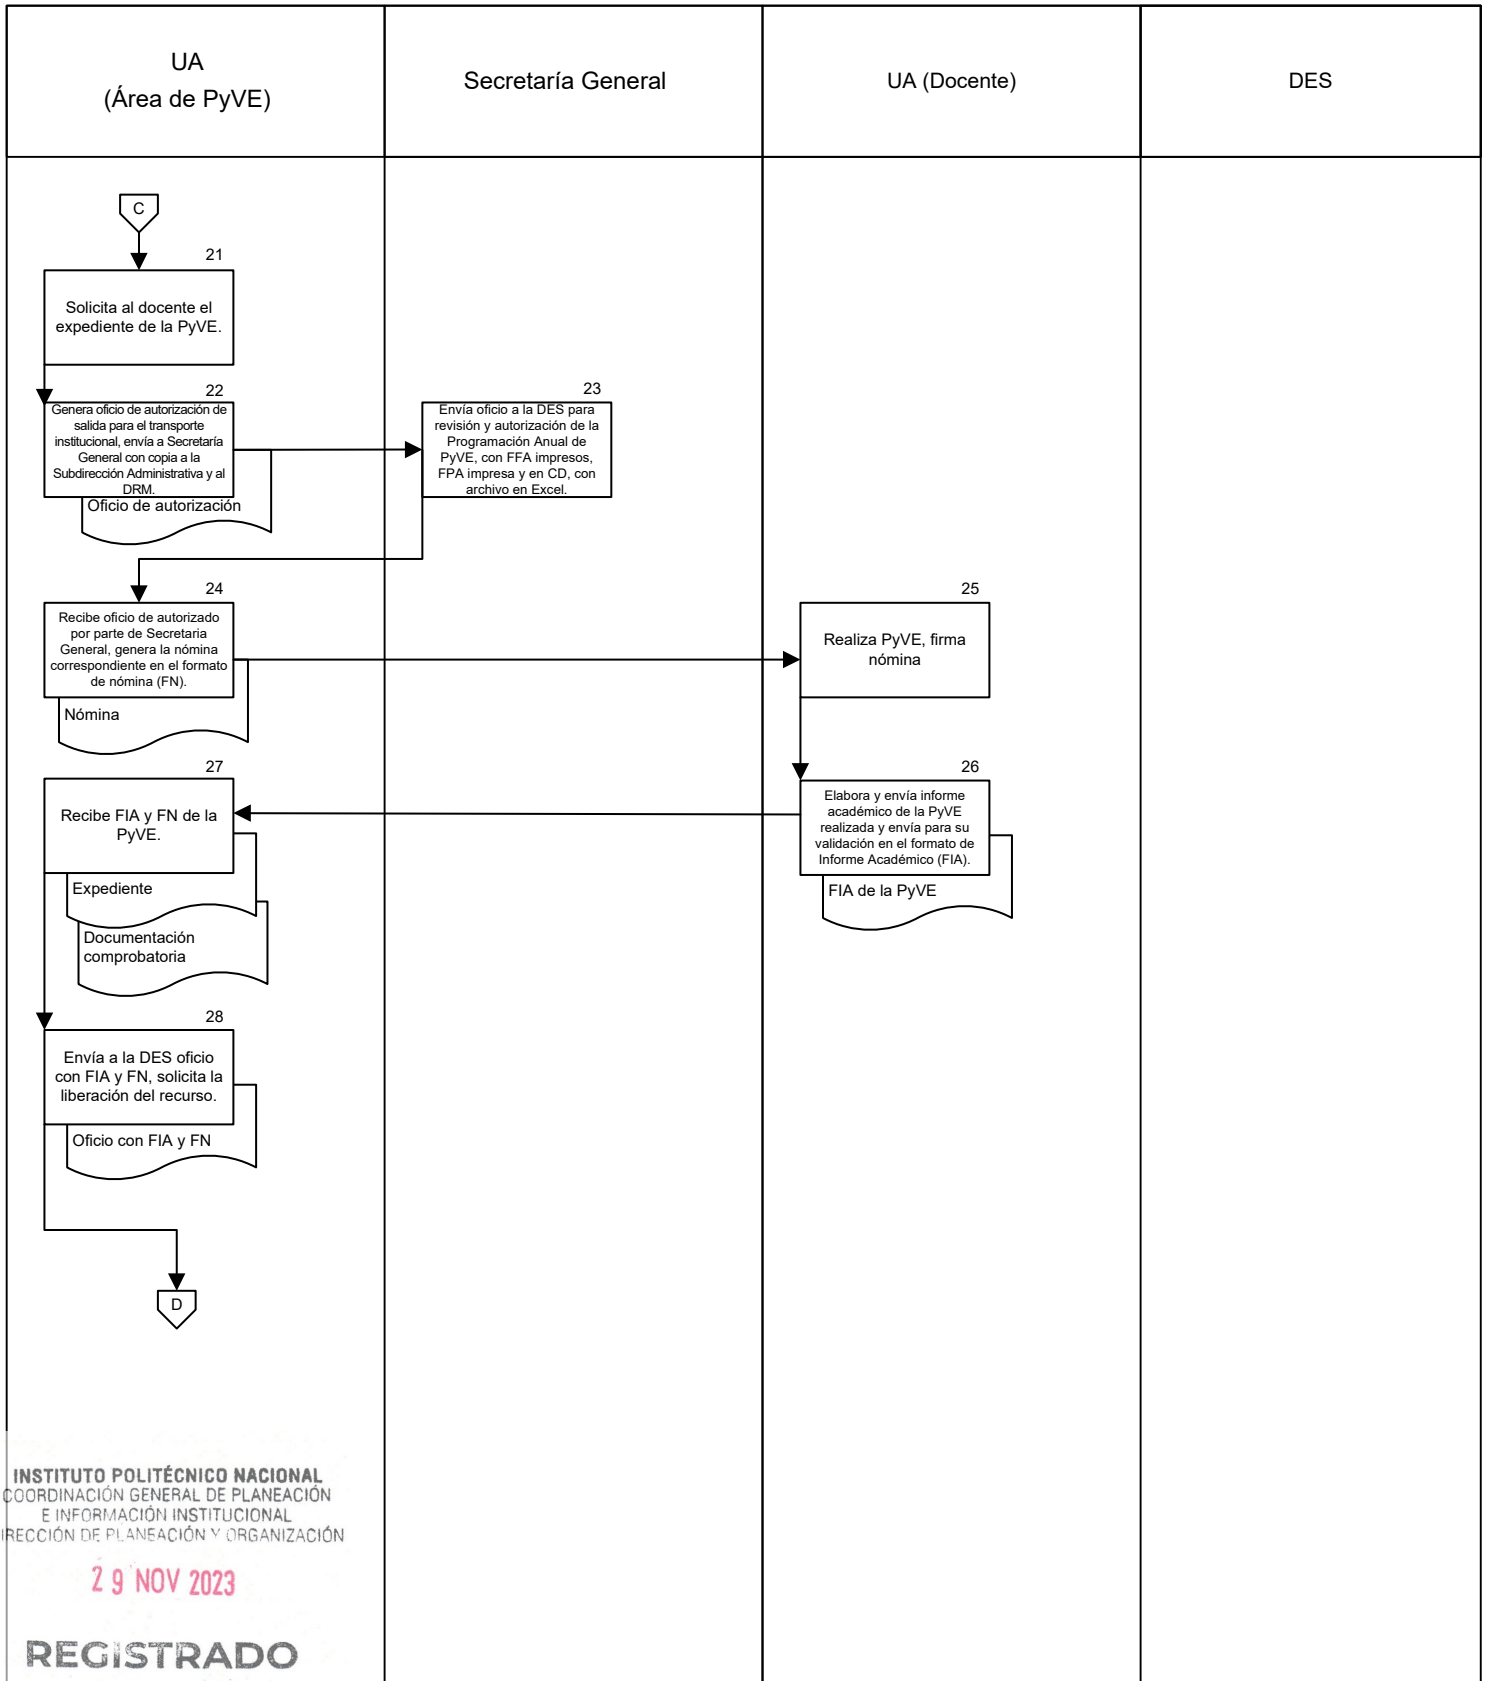 UA
(Área de PyVE)
Secretaría General
UA (Docente)
DES
C
21
Solicita al docente el
expediente de la PyVE.
22
Genera oficio de autorización de
salida para el transporte
institucional, envía a Secretaría
General con copia a la
Subdirección Administrativa y al
DRM.
Oficio de autorización
23
Envía oficio a la DES para
revisión y autorización de la
Programación Anual de
PyVE, con FFA impresos,
FPA impresa y en CD, con
archivo en Excel.
24
Recibe oficio de autorizado
por parte de Secretaria
General, genera la nómina
correspondiente en el formato
de nómina (FN).
Nómina
25
Realiza PyVE, firma
nómina
26
Elabora y envía informe
académico de la PyVE
realizada y envía para su
validación en el formato de
Informe Académico (FIA).
FIA de la PyVE
27
Recibe FIA y FN de la
PyVE.
Expediente
Documentación
comprobatoria
28
Envía a la DES oficio
con FIA y FN, solicita la
liberación del recurso.
Oficio con FIA y FN
D
INSTITUTO POLITÉCNICO NACIONAL
COORDINACIÓN GENERAL DE PLANEACIÓN
E INFORMACIÓN INSTITUCIONAL
IRECCIÓN DE PLANEACIÓN Y ORGANIZACIÓN
29 NOV 2023
REGISTRADO